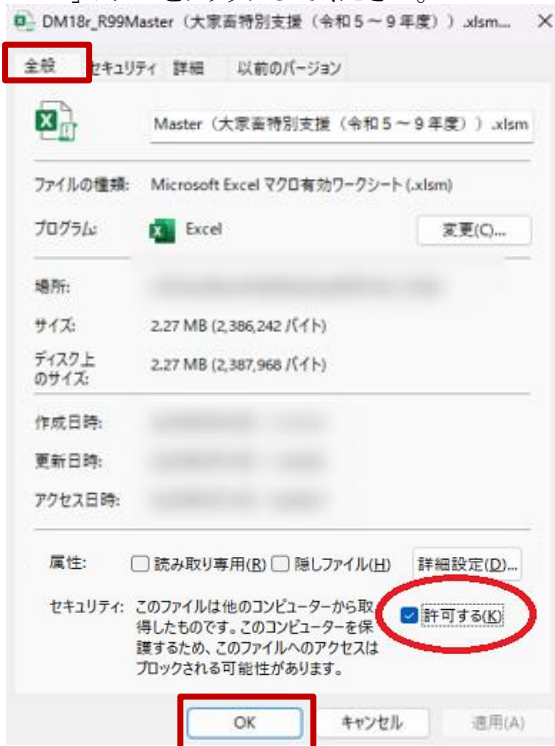 DM18r_R99Master（大家畜特別支援（令和５～９年度））.xlsm
全般 セキュリティ 詳細 以前のバージョン
Master（大家畜特別支援（令和５～９年度））.xlsm
ファイルの種類: Microsoft Excel マクロ有効ワークシート (.xlsm)
プログラム: Excel 変更(C)...
場所:
サイズ: 2.27 MB (2,386,242 バイト)
ディスク上
のサイズ: 2.27 MB (2,387,968 バイト)
作成日時:
更新日時:
アクセス日時:
属性: 読み取り専用(R) 隠しファイル(H) 詳細設定(D)...
セキュリティ: このファイルは他のコンピューターから取
得したものです。このコンピューターを保 許可する(K)
護するため、このファイルへのアクセスは
ブロックされる可能性があります。
OK キャンセル 適用(A)